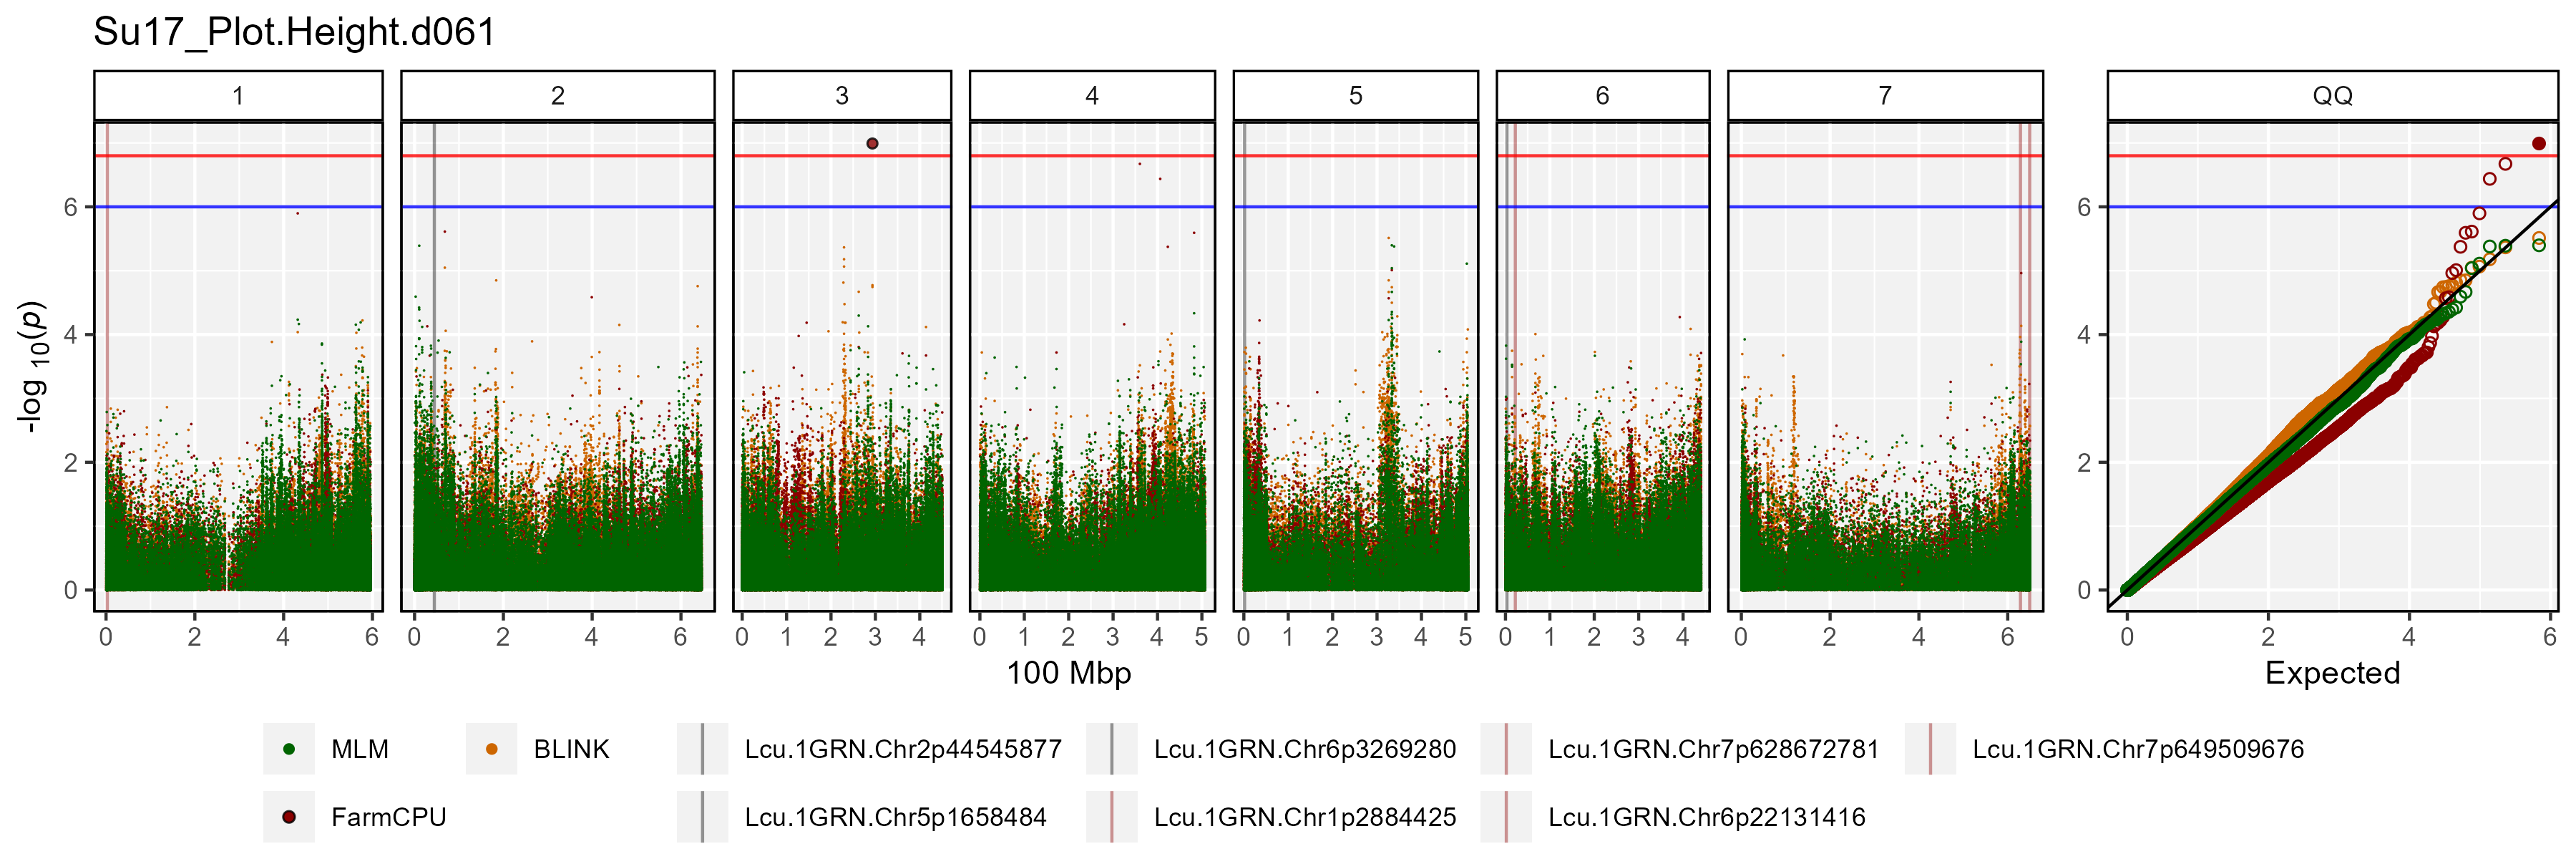 Su17_Plot.Height.d061
1 2 3 4 5 6 7 QQ
-log 10(p)
6
4
2
0
6
4
2
0
0 2 4 6 0 2 4 6 0 1 2 3 4 0 1 2 3 4 5 0 1 2 3 4 5 0 1 2 3 4 0 2 4 6 0 2 4 6
100 Mbp Expected
MLM BLINK Lcu.1GRN.Chr2p44545877 Lcu.1GRN.Chr6p3269280 Lcu.1GRN.Chr7p628672781 Lcu.1GRN.Chr7p649509676
FarmCPU Lcu.1GRN.Chr5p1658484 Lcu.1GRN.Chr1p2884425 Lcu.1GRN.Chr6p22131416